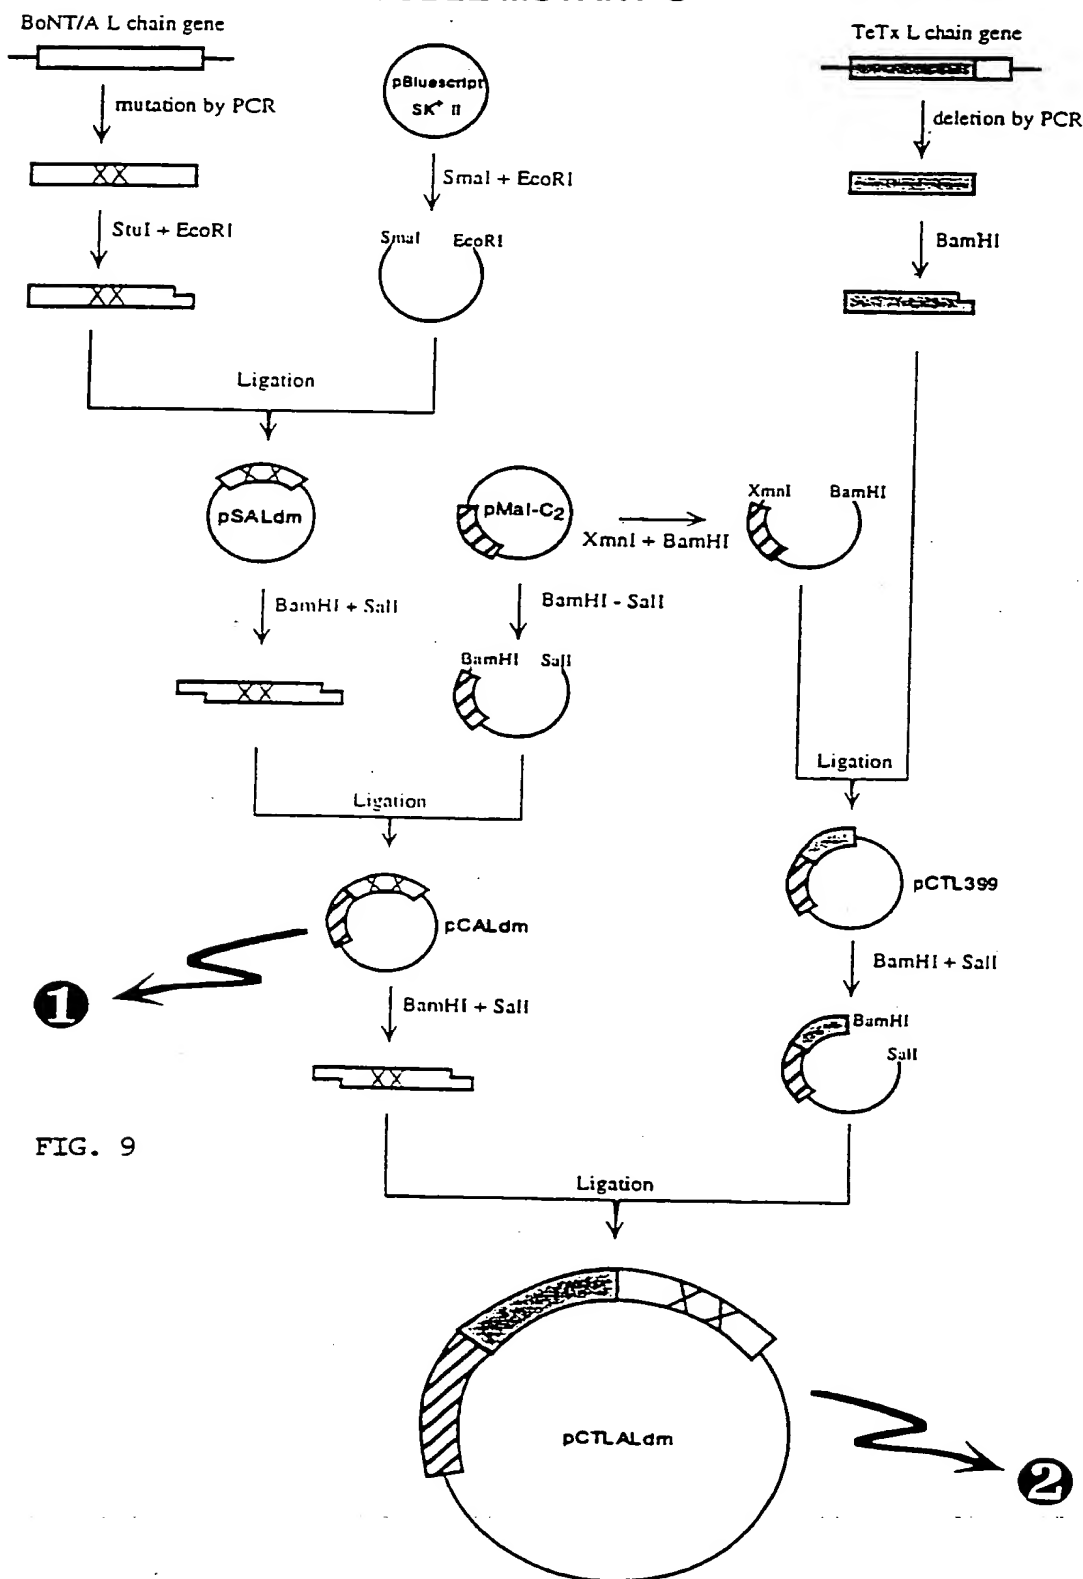 BoNT/A L chain gene
TeTx L chain gene
pBluescript
SK+ II
mutation by PCR
deletion by PCR
SmaI + EcoRI
StuI + EcoRI
SmaI EcoRI
BamHI
Ligation
XmnI BamHI
pSALdm
pMal-C2
XmnI + BamHI
BamHI + SalI
BamHI - SalI
BamHI SalI
Ligation
Ligation
pCALdm
pCTL399
BamHI + SalI
1
BamHI + SalI
BamHI
SalI
FIG. 9
Ligation
pCTLALdm
2